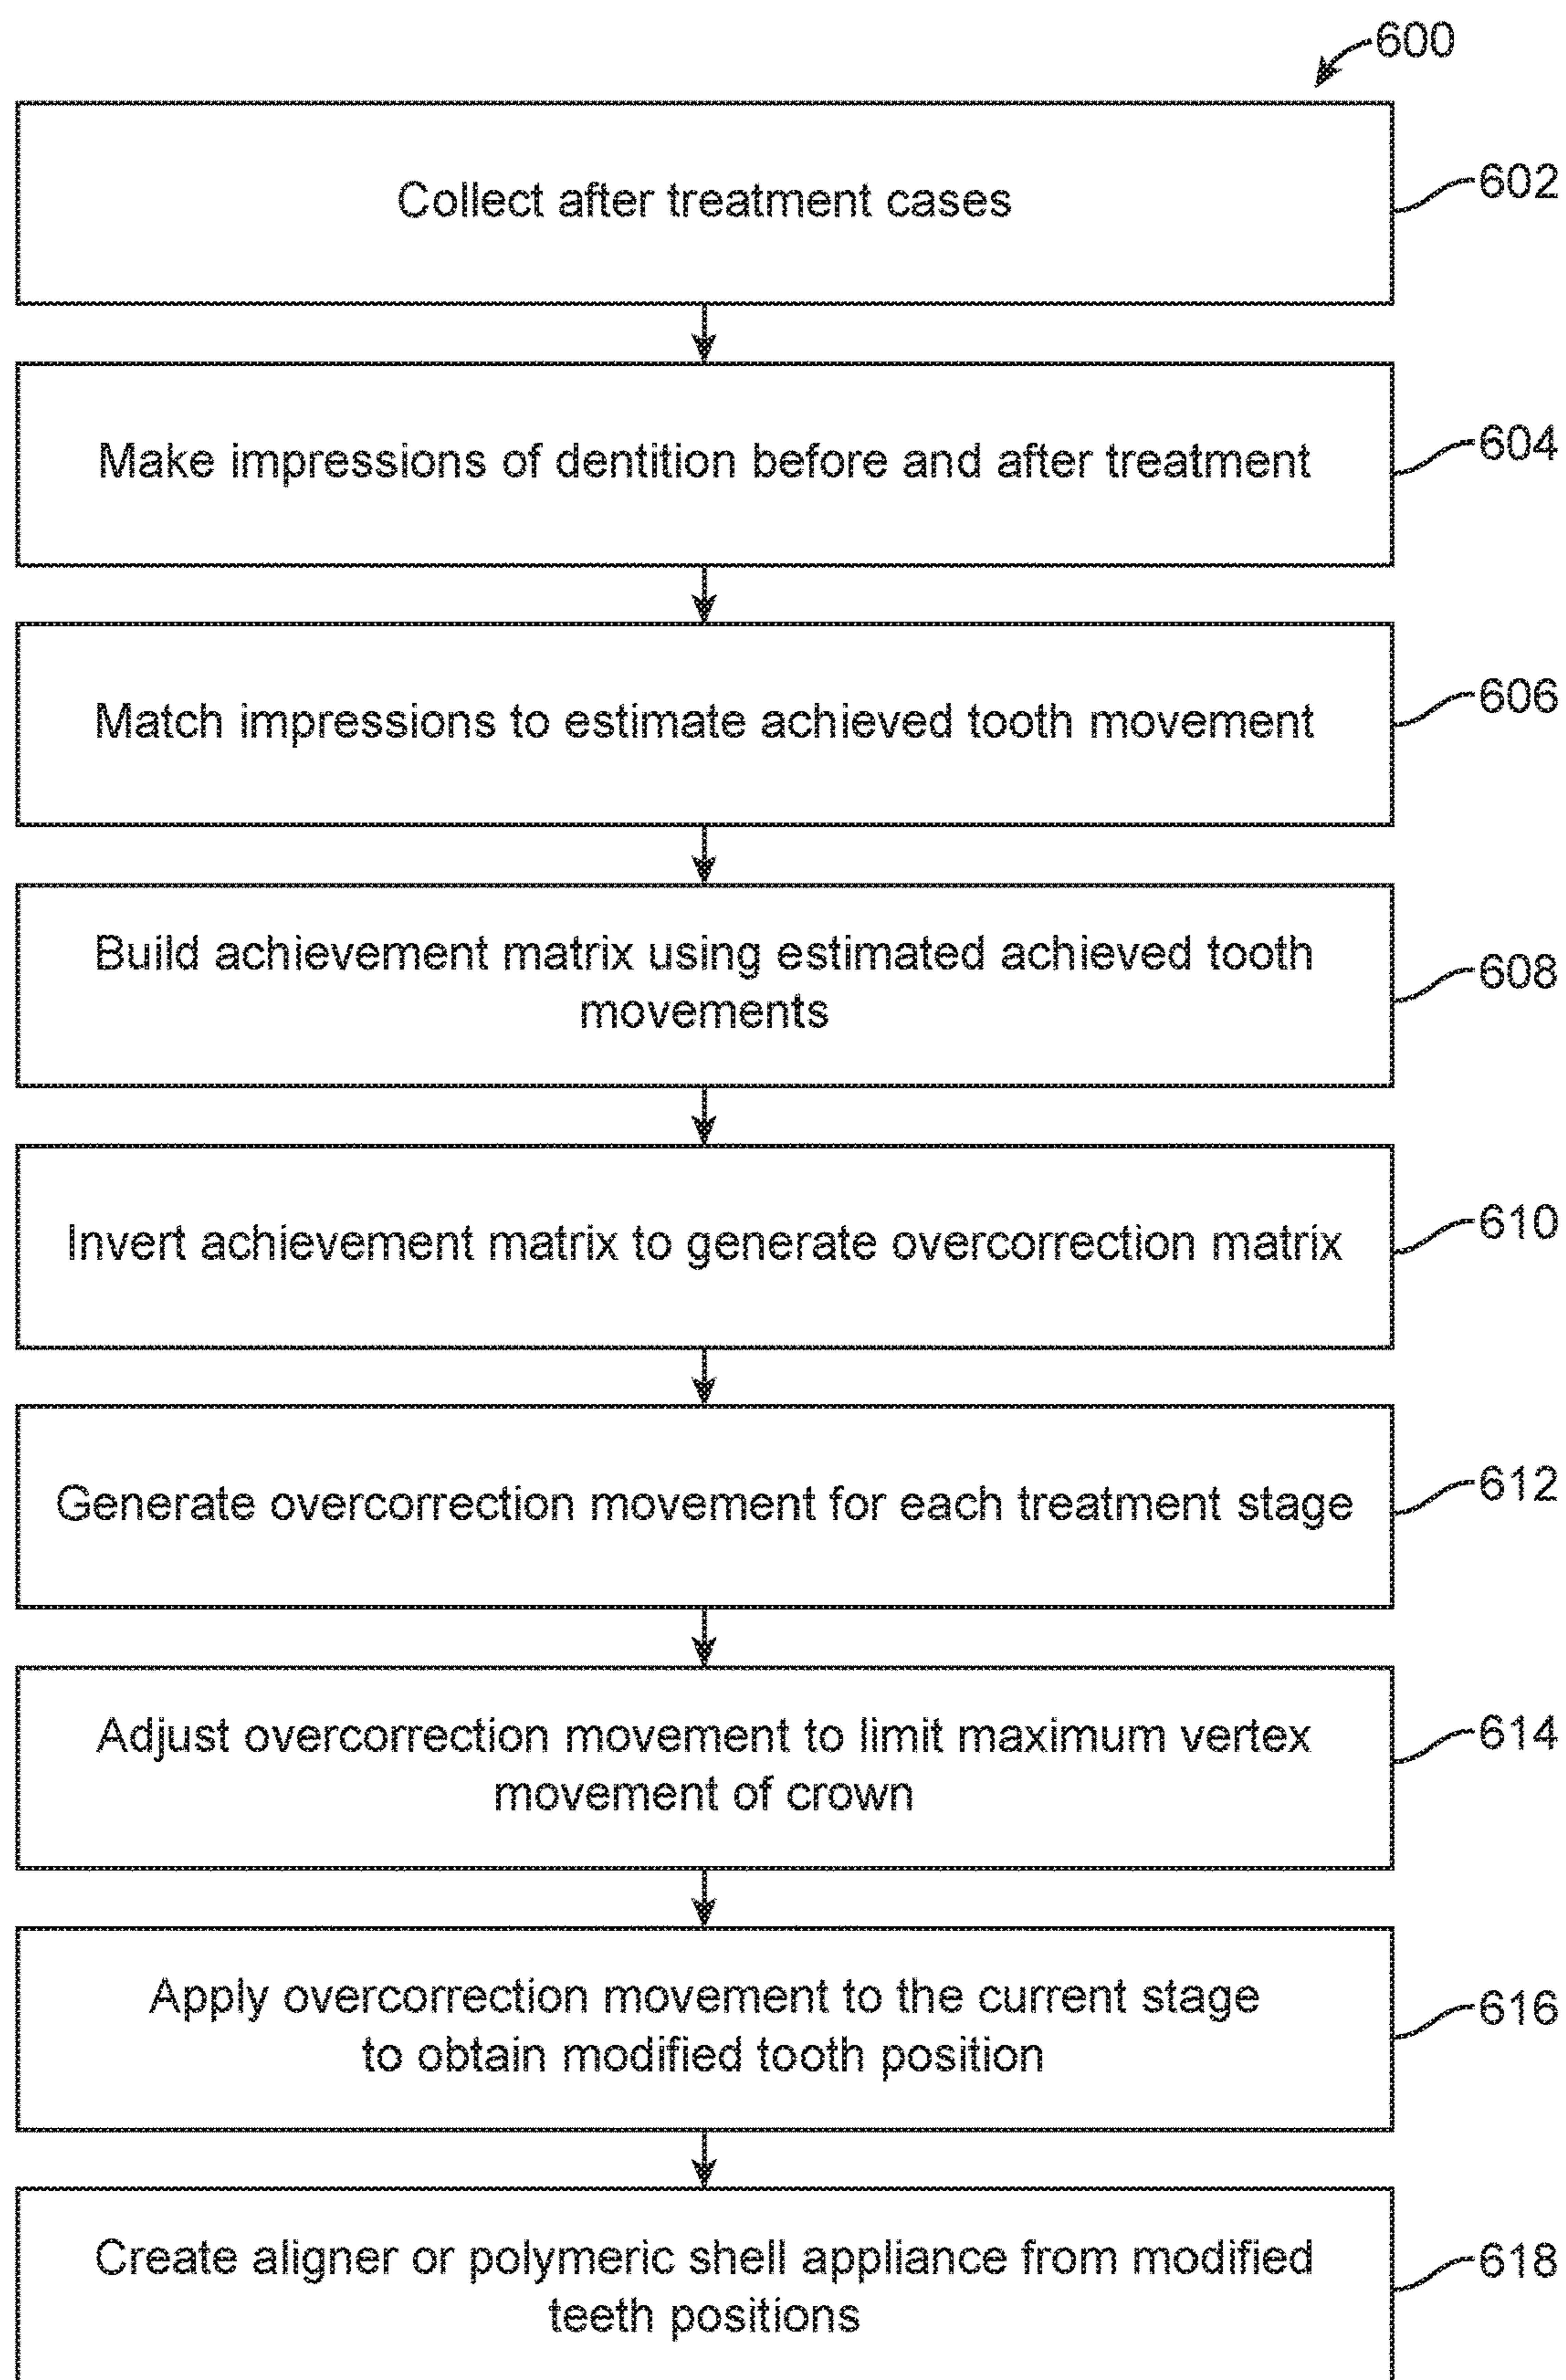 600
Collect after treatment cases
602
Make impressions of dentition before and after treatment
604
Match impressions to estimate achieved tooth movement
606
Build achievement matrix using estimated achieved tooth
movements
608
Invert achievement matrix to generate overcorrection matrix
610
Generate overcorrection movement for each treatment stage
612
Adjust overcorrection movement to limit maximum vertex
movement of crown
614
Apply overcorrection movement to the current stage
to obtain modified tooth position
616
Create aligner or polymeric shell appliance from modified
teeth positions
618